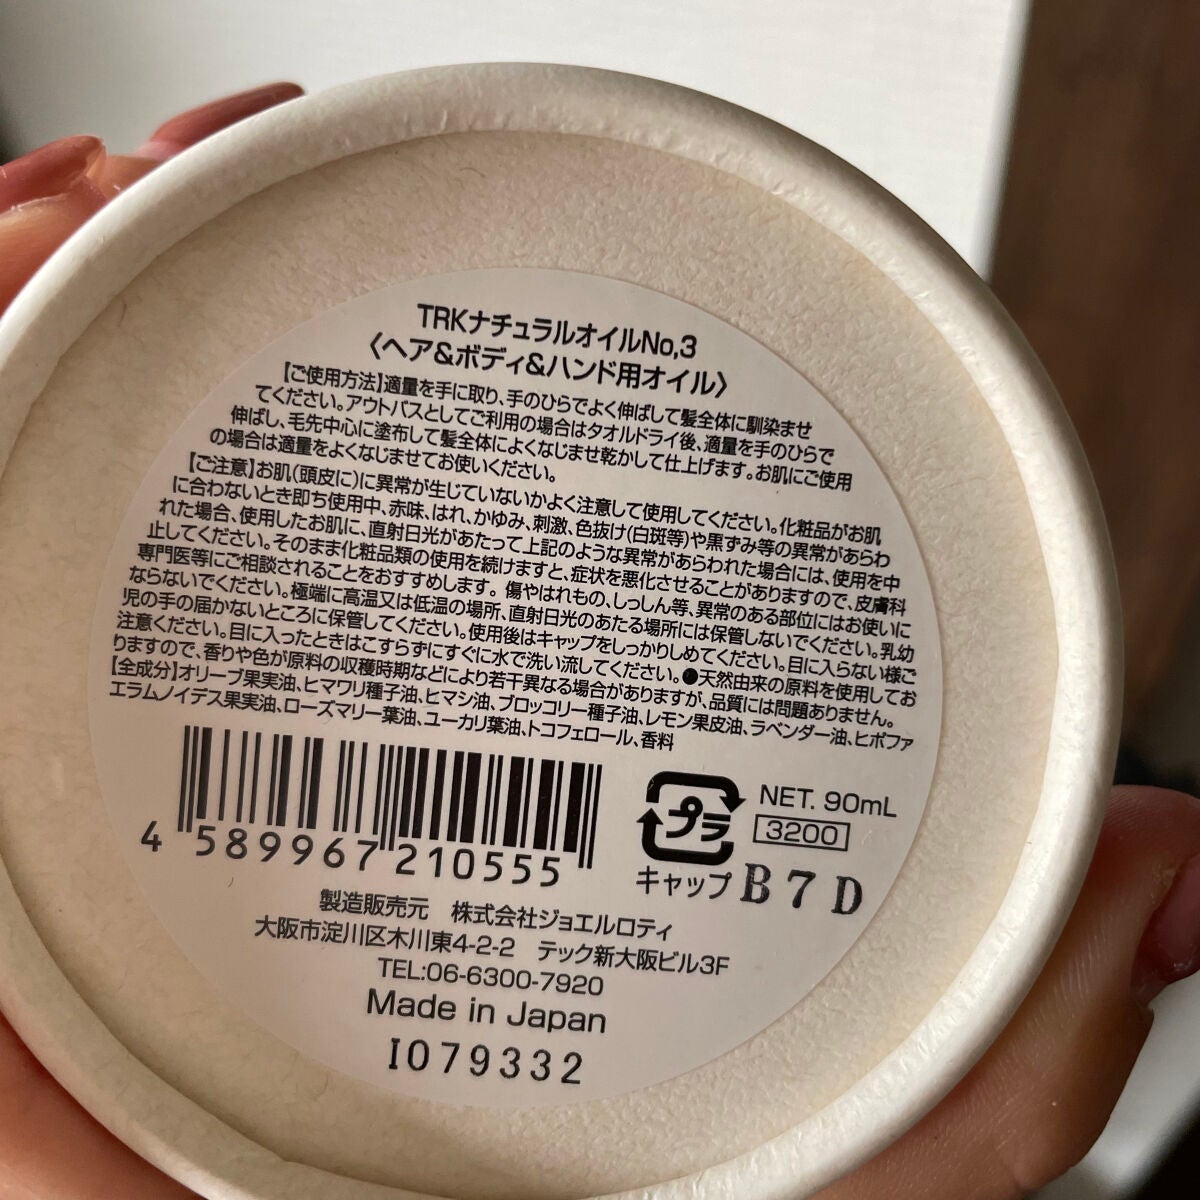 TRKナチュラルオイルNo,3
〈ヘア&ボディ&ハンド用オイル〉
【ご使用方法】適量を手に取り、手のひらでよく伸ばして髪全体に馴染ませ
てください。アウトバスとしてご利用の場合はタオルドライ後、適量を手のひらで
伸ばし、毛先中心に塗布して髪全体によくなじませ乾かして仕上げます。お肌にご使用
の場合は適量をよくなじませてお使いください。
【ご注意】お肌(頭皮に)に異常が生じていないかよく注意して使用してください。化粧品がお肌
に合わないとき即ち使用中、赤味、はれ、かゆみ、刺激、色抜け(白斑等)や黒ずみ等の異常があらわ
れた場合、使用したお肌に、直射日光があたって上記のような異常があらわれた場合には、使用を中
止してください。そのまま化粧品類の使用を続けますと、症状を悪化させることがありますので、皮膚科
専門医等にご相談されることをおすすめします。傷やはれもの、しっしん等、異常のある部位にはお使いに
ならないでください。極端に高温又は低温の場所、直射日光のあたる場所には保管しないでください。乳幼
児の手の届かないところに保管してください。使用後はキャップをしっかりしめてください。目に入らない様ご
注意ください。目に入ったときはこすらずにすぐに水で洗い流してください。●天然由来の原料を使用してお
りますので、香りや色が原料の収穫時期などにより若干異なる場合がありますが、品質には問題ありません。
【全成分】オリーブ果実油、ヒマワリ種子油、ヒマシ油、ブロッコリー種子油、レモン果皮油、ラベンダー油、ヒポファ
エラムノイデス果実油、ローズマリー葉油、ユーカリ葉油、トコフェロール、香料
4 589967 210555
プラ
キャップ
NET. 90mL
3200
B7D
製造販売元 株式会社ジョエルロティ
大阪市淀川区木川東4-2-2 テック新大阪ビル3F
TEL:06-6300-7920
Made in Japan
I079332